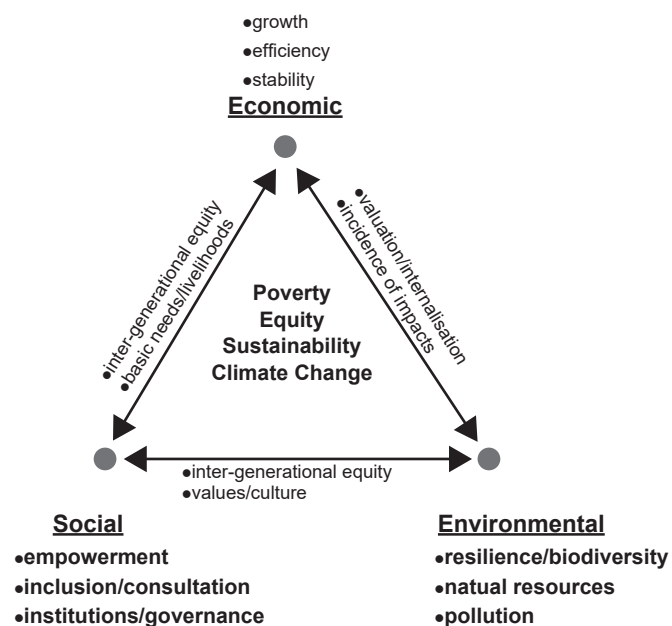 ●growth
●efficiency
●stability
Economic
●inter-generational equity
●basic needs/livelihoods
●valuation/internalisation
●incidence of impacts
Poverty
Equity
Sustainability
Climate Change
●inter-generational equity
●values/culture
Social
●empowerment
●inclusion/consultation
●institutions/governance
Environmental
●resilience/biodiversity
●natual resources
●pollution